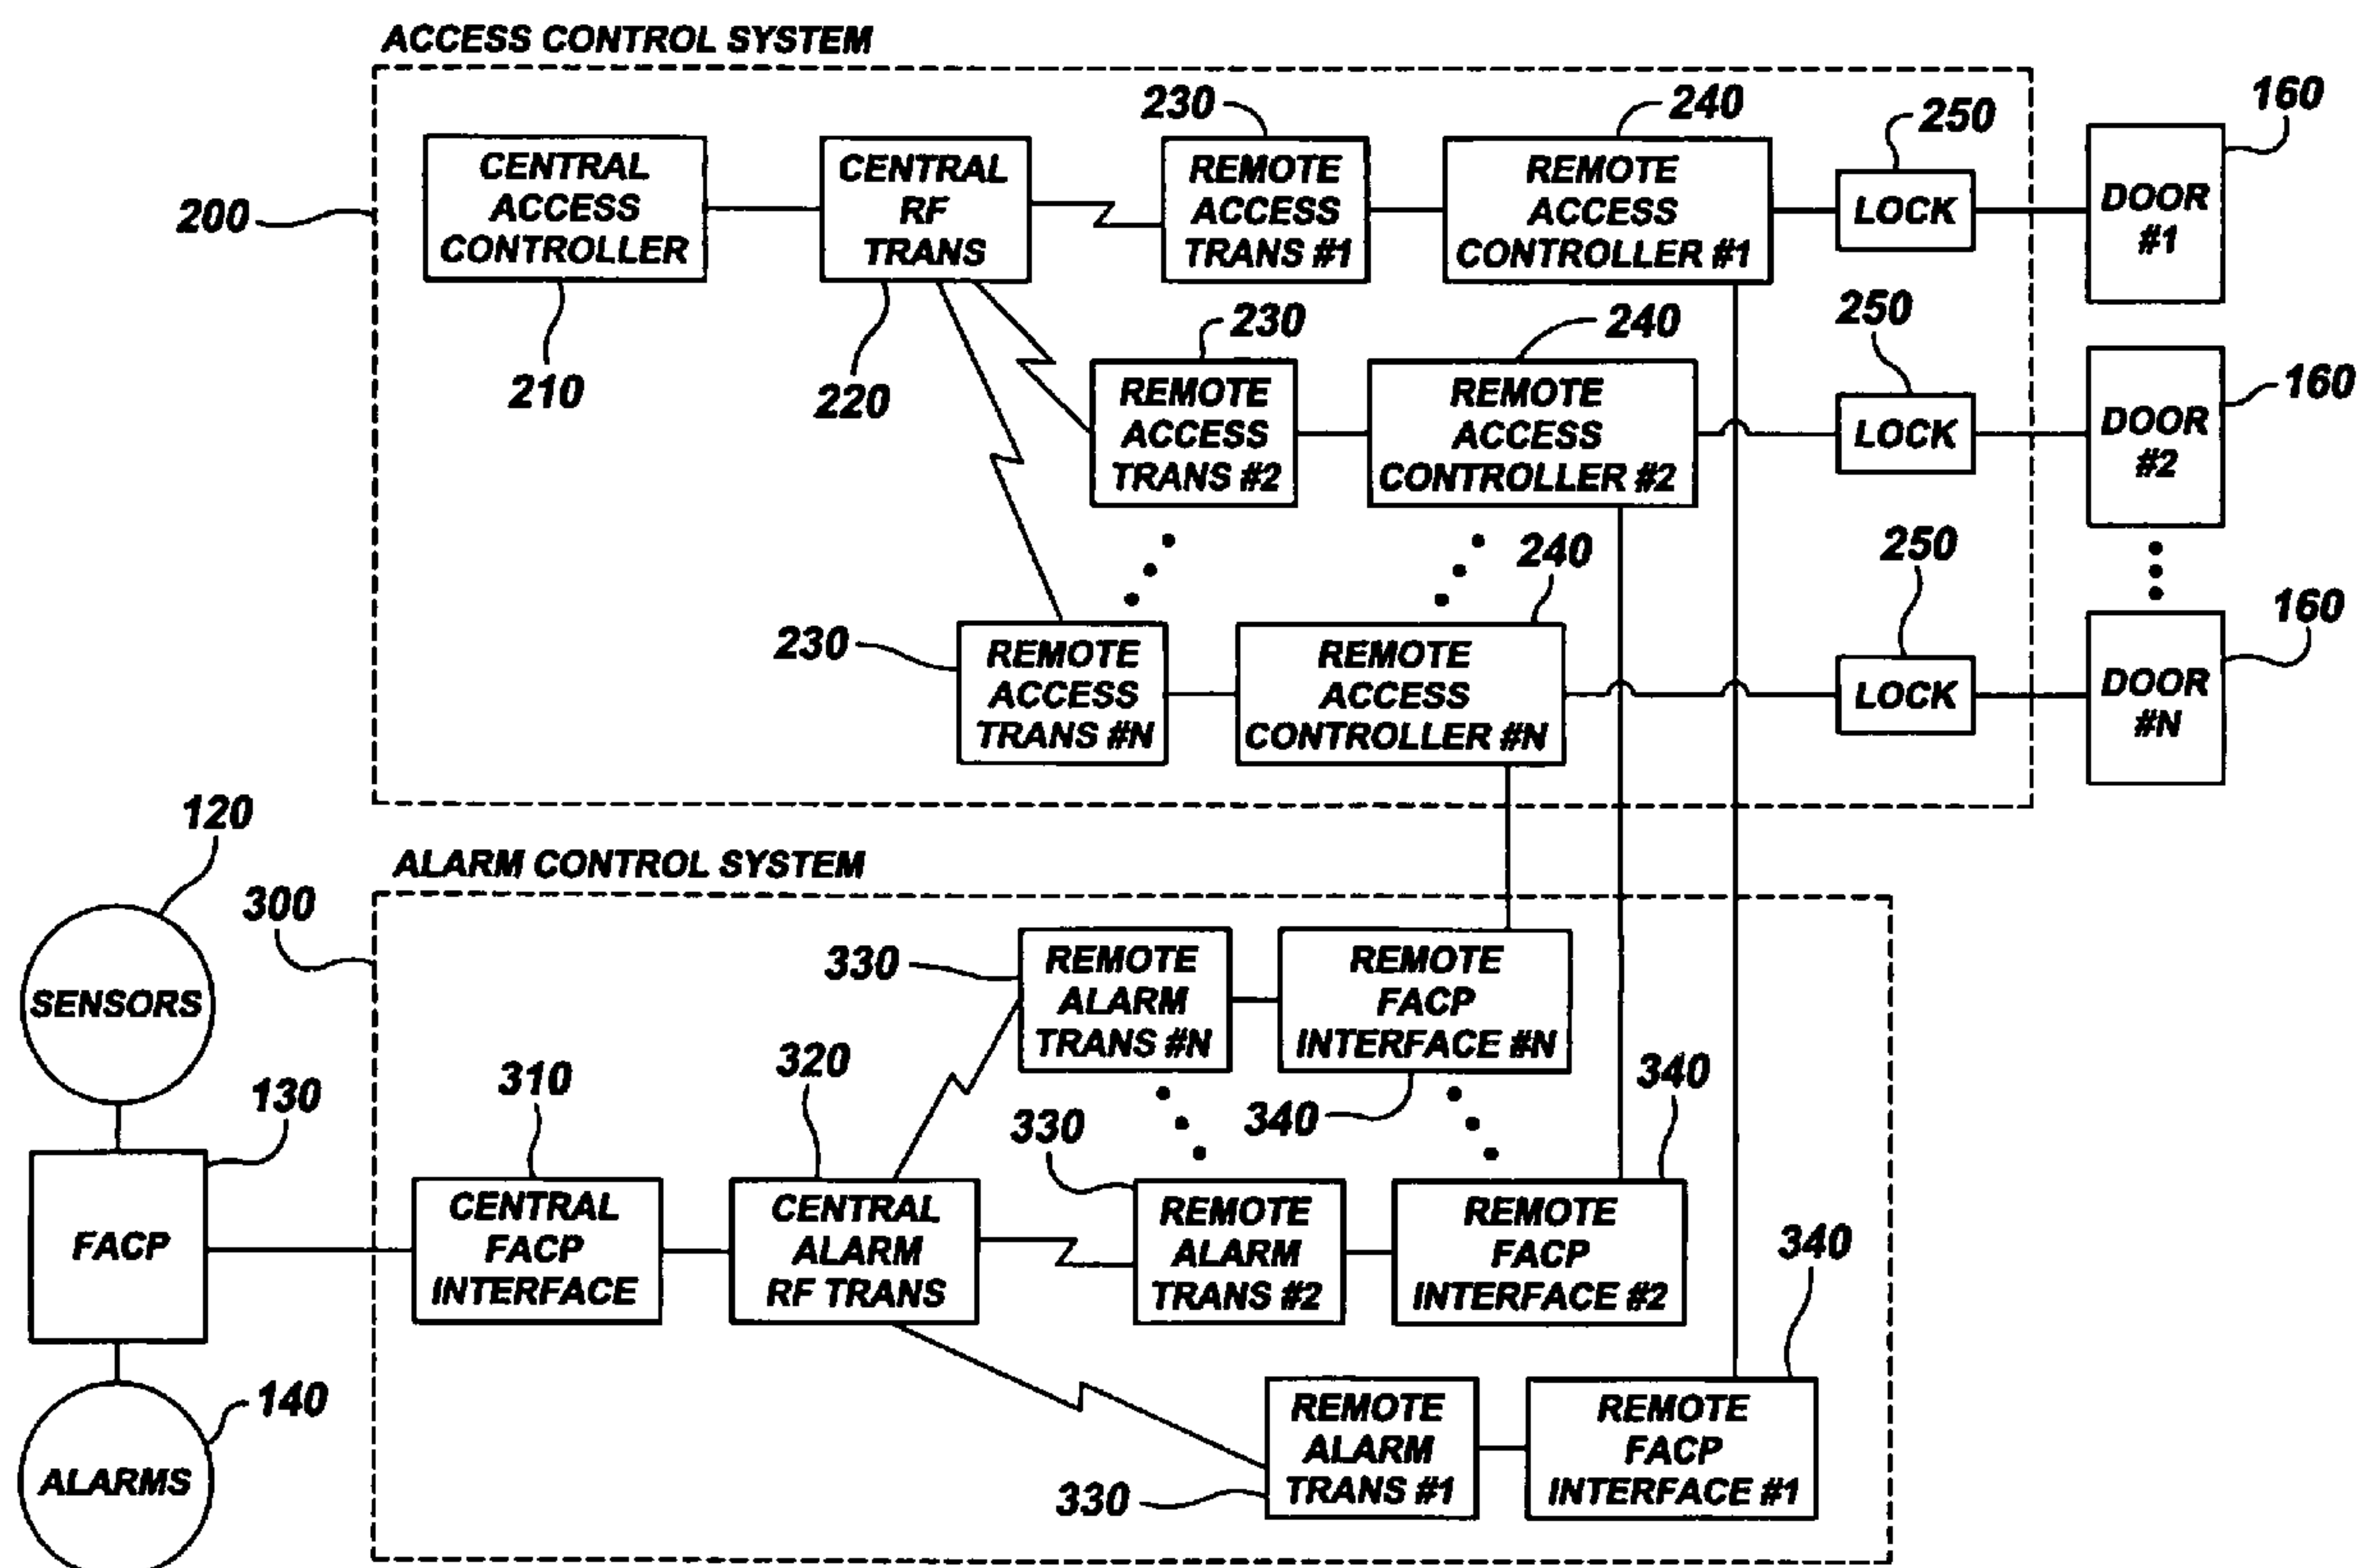 ACCESS CONTROL SYSTEM
200
CENTRAL
ACCESS
CONTROLLER
210
CENTRAL
RF
TRANS
220
230
REMOTE
ACCESS
TRANS #1
240
REMOTE
ACCESS
CONTROLLER #1
250
LOCK
160
DOOR
#1
230
REMOTE
ACCESS
TRANS #2
240
REMOTE
ACCESS
CONTROLLER #2
250
LOCK
160
DOOR
#2
230
REMOTE
ACCESS
TRANS #N
240
REMOTE
ACCESS
CONTROLLER #N
250
LOCK
160
DOOR
#N
ALARM CONTROL SYSTEM
300
120
SENSORS
130
FACP
140
ALARMS
310
CENTRAL
FACP
INTERFACE
320
CENTRAL
ALARM
RF TRANS
330
REMOTE
ALARM
TRANS #N
REMOTE
FACP
INTERFACE #N
340
330
REMOTE
ALARM
TRANS #2
340
REMOTE
FACP
INTERFACE #2
330
REMOTE
ALARM
TRANS #1
340
REMOTE
FACP
INTERFACE #1